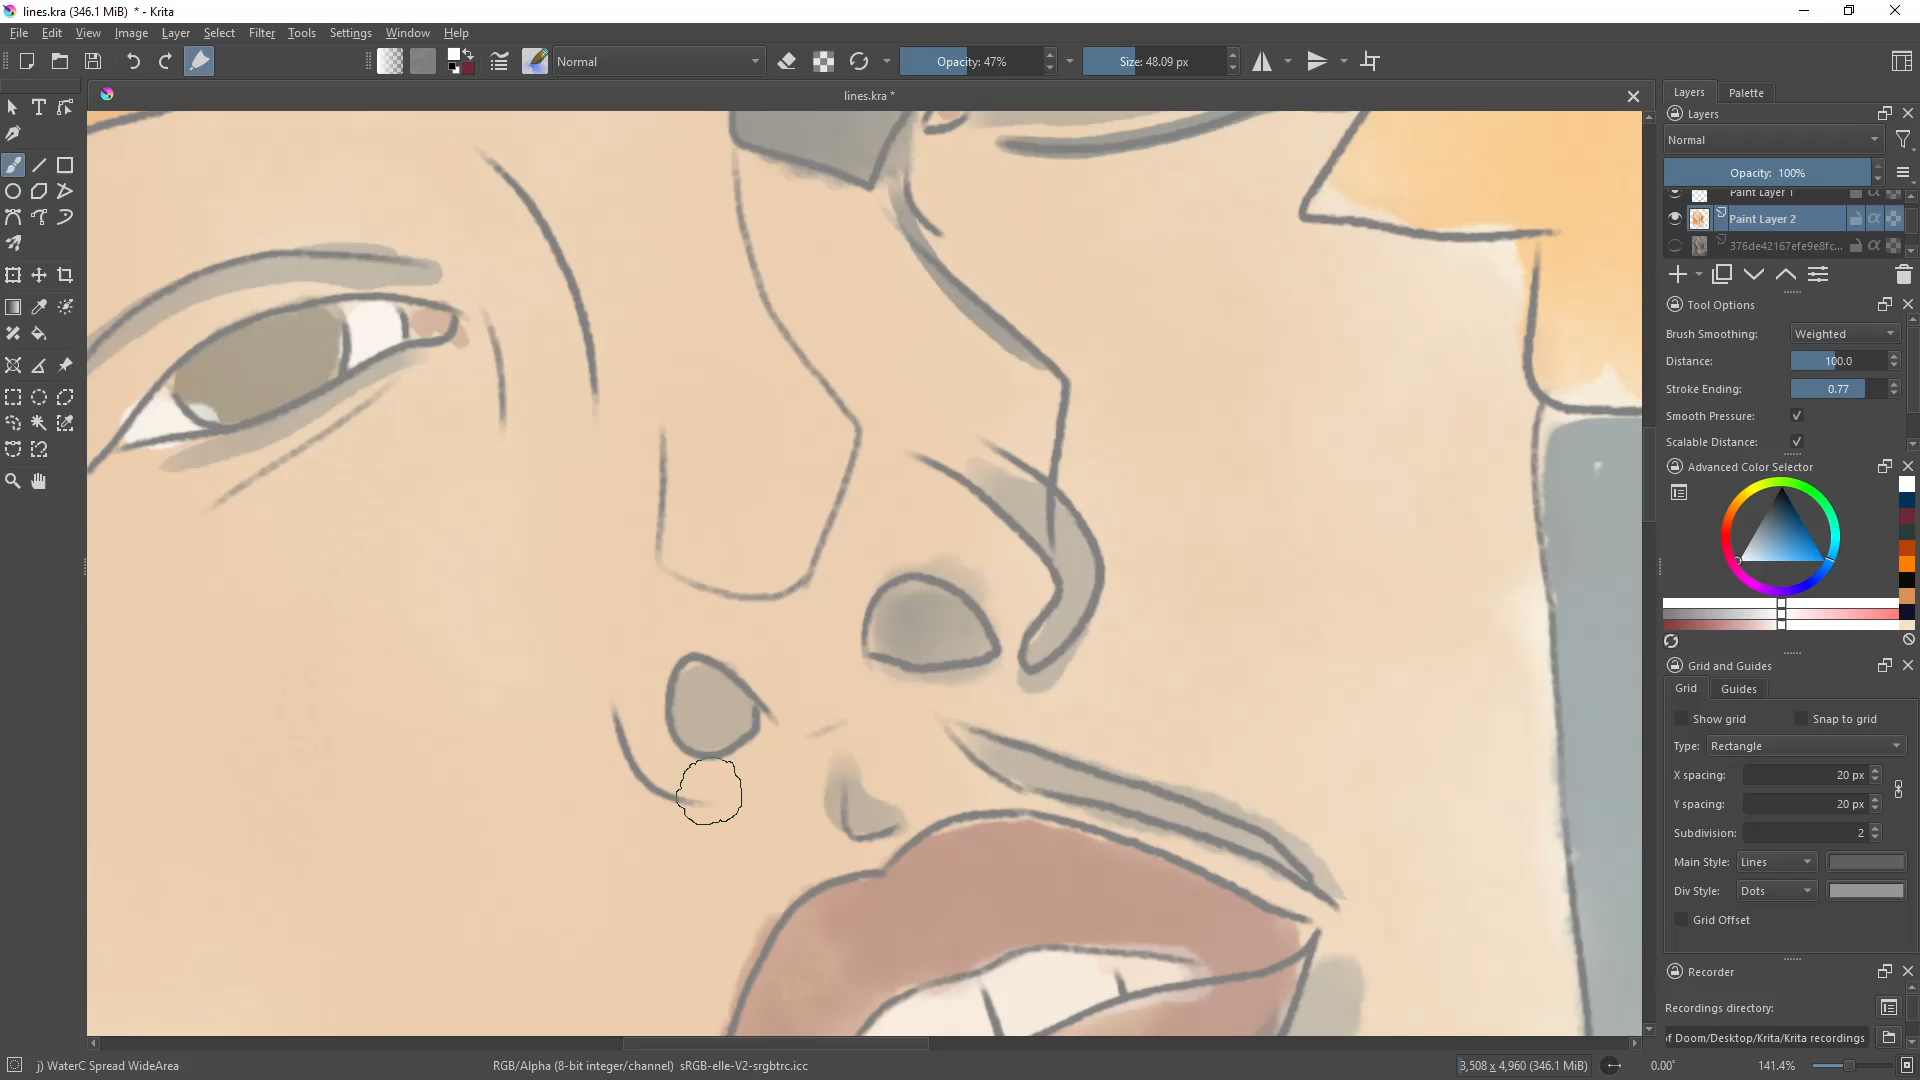 lines.kra (346.1 MiB)  * - Krita
File Edit View Image Layer Select Filter Tools Settings Window Help
Normal
Opacity: 47%
Size: 48.09 px
lines.kra *
Layers Palette
Layers
Normal
Opacity: 100%
Paint Layer 1
Paint Layer 2
376de42167efe9e8fc...
Tool Options
Brush Smoothing: Weighted
Distance: 100.0
Stroke Ending: 0.77
Smooth Pressure:
Scalable Distance:
Advanced Color Selector
Grid and Guides
Grid Guides
Show grid Snap to grid
Type: Rectangle
X spacing: 20 px
Y spacing: 20 px
Subdivision: 2
Main Style: Lines
Div Style: Dots
Grid Offset
Recorder
Recordings directory:
of Doom/Desktop/Krita/Krita recordings
j) WaterC Spread WideArea
RGB/Alpha (8-bit integer/channel)  sRGB-elle-V2-srgbtrc.icc
3,508 x 4,960 (346.1 MiB)
0.00°
141.4%